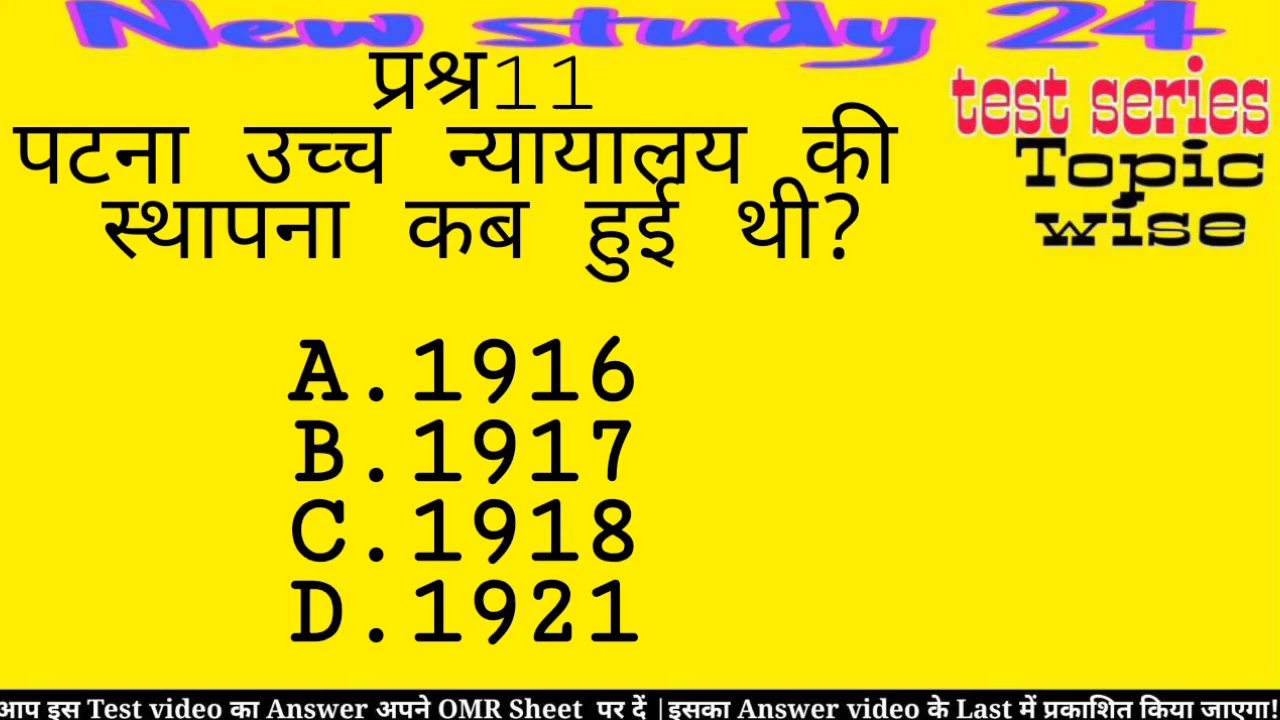 New study 24
test series
Topic
wise
प्रश्न11
पटना उच्च न्यायालय की
स्थापना कब हुई थी?
A.1916
B.1917
C.1918
D.1921
आप इस Test video का Answer अपने OMR Sheet पर दें |इसका Answer video के Last में प्रकाशित किया जाएगा!